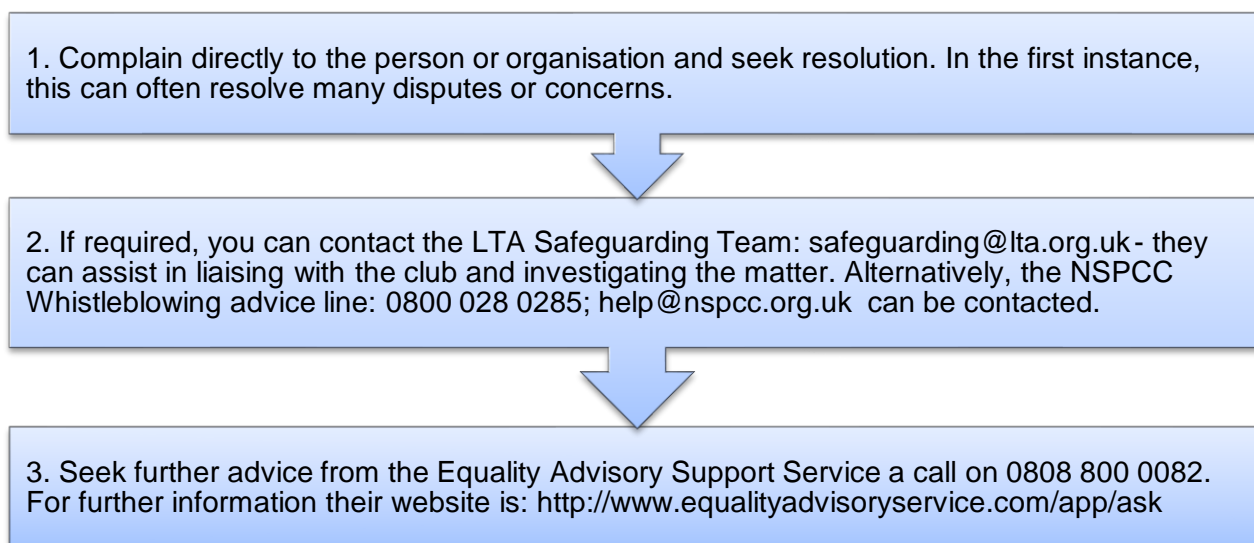 1. Complain directly to the person or organisation and seek resolution. In the first instance,
this can often resolve many disputes or concerns.
2. If required, you can contact the LTA Safeguarding Team: safeguarding@lta.org.uk - they
can assist in liaising with the club and investigating the matter. Alternatively, the NSPCC
Whistleblowing advice line: 0800 028 0285; help@nspcc.org.uk can be contacted.
3. Seek further advice from the Equality Advisory Support Service a call on 0808 800 0082.
For further information their website is: http://www.equalityadvisoryservice.com/app/ask